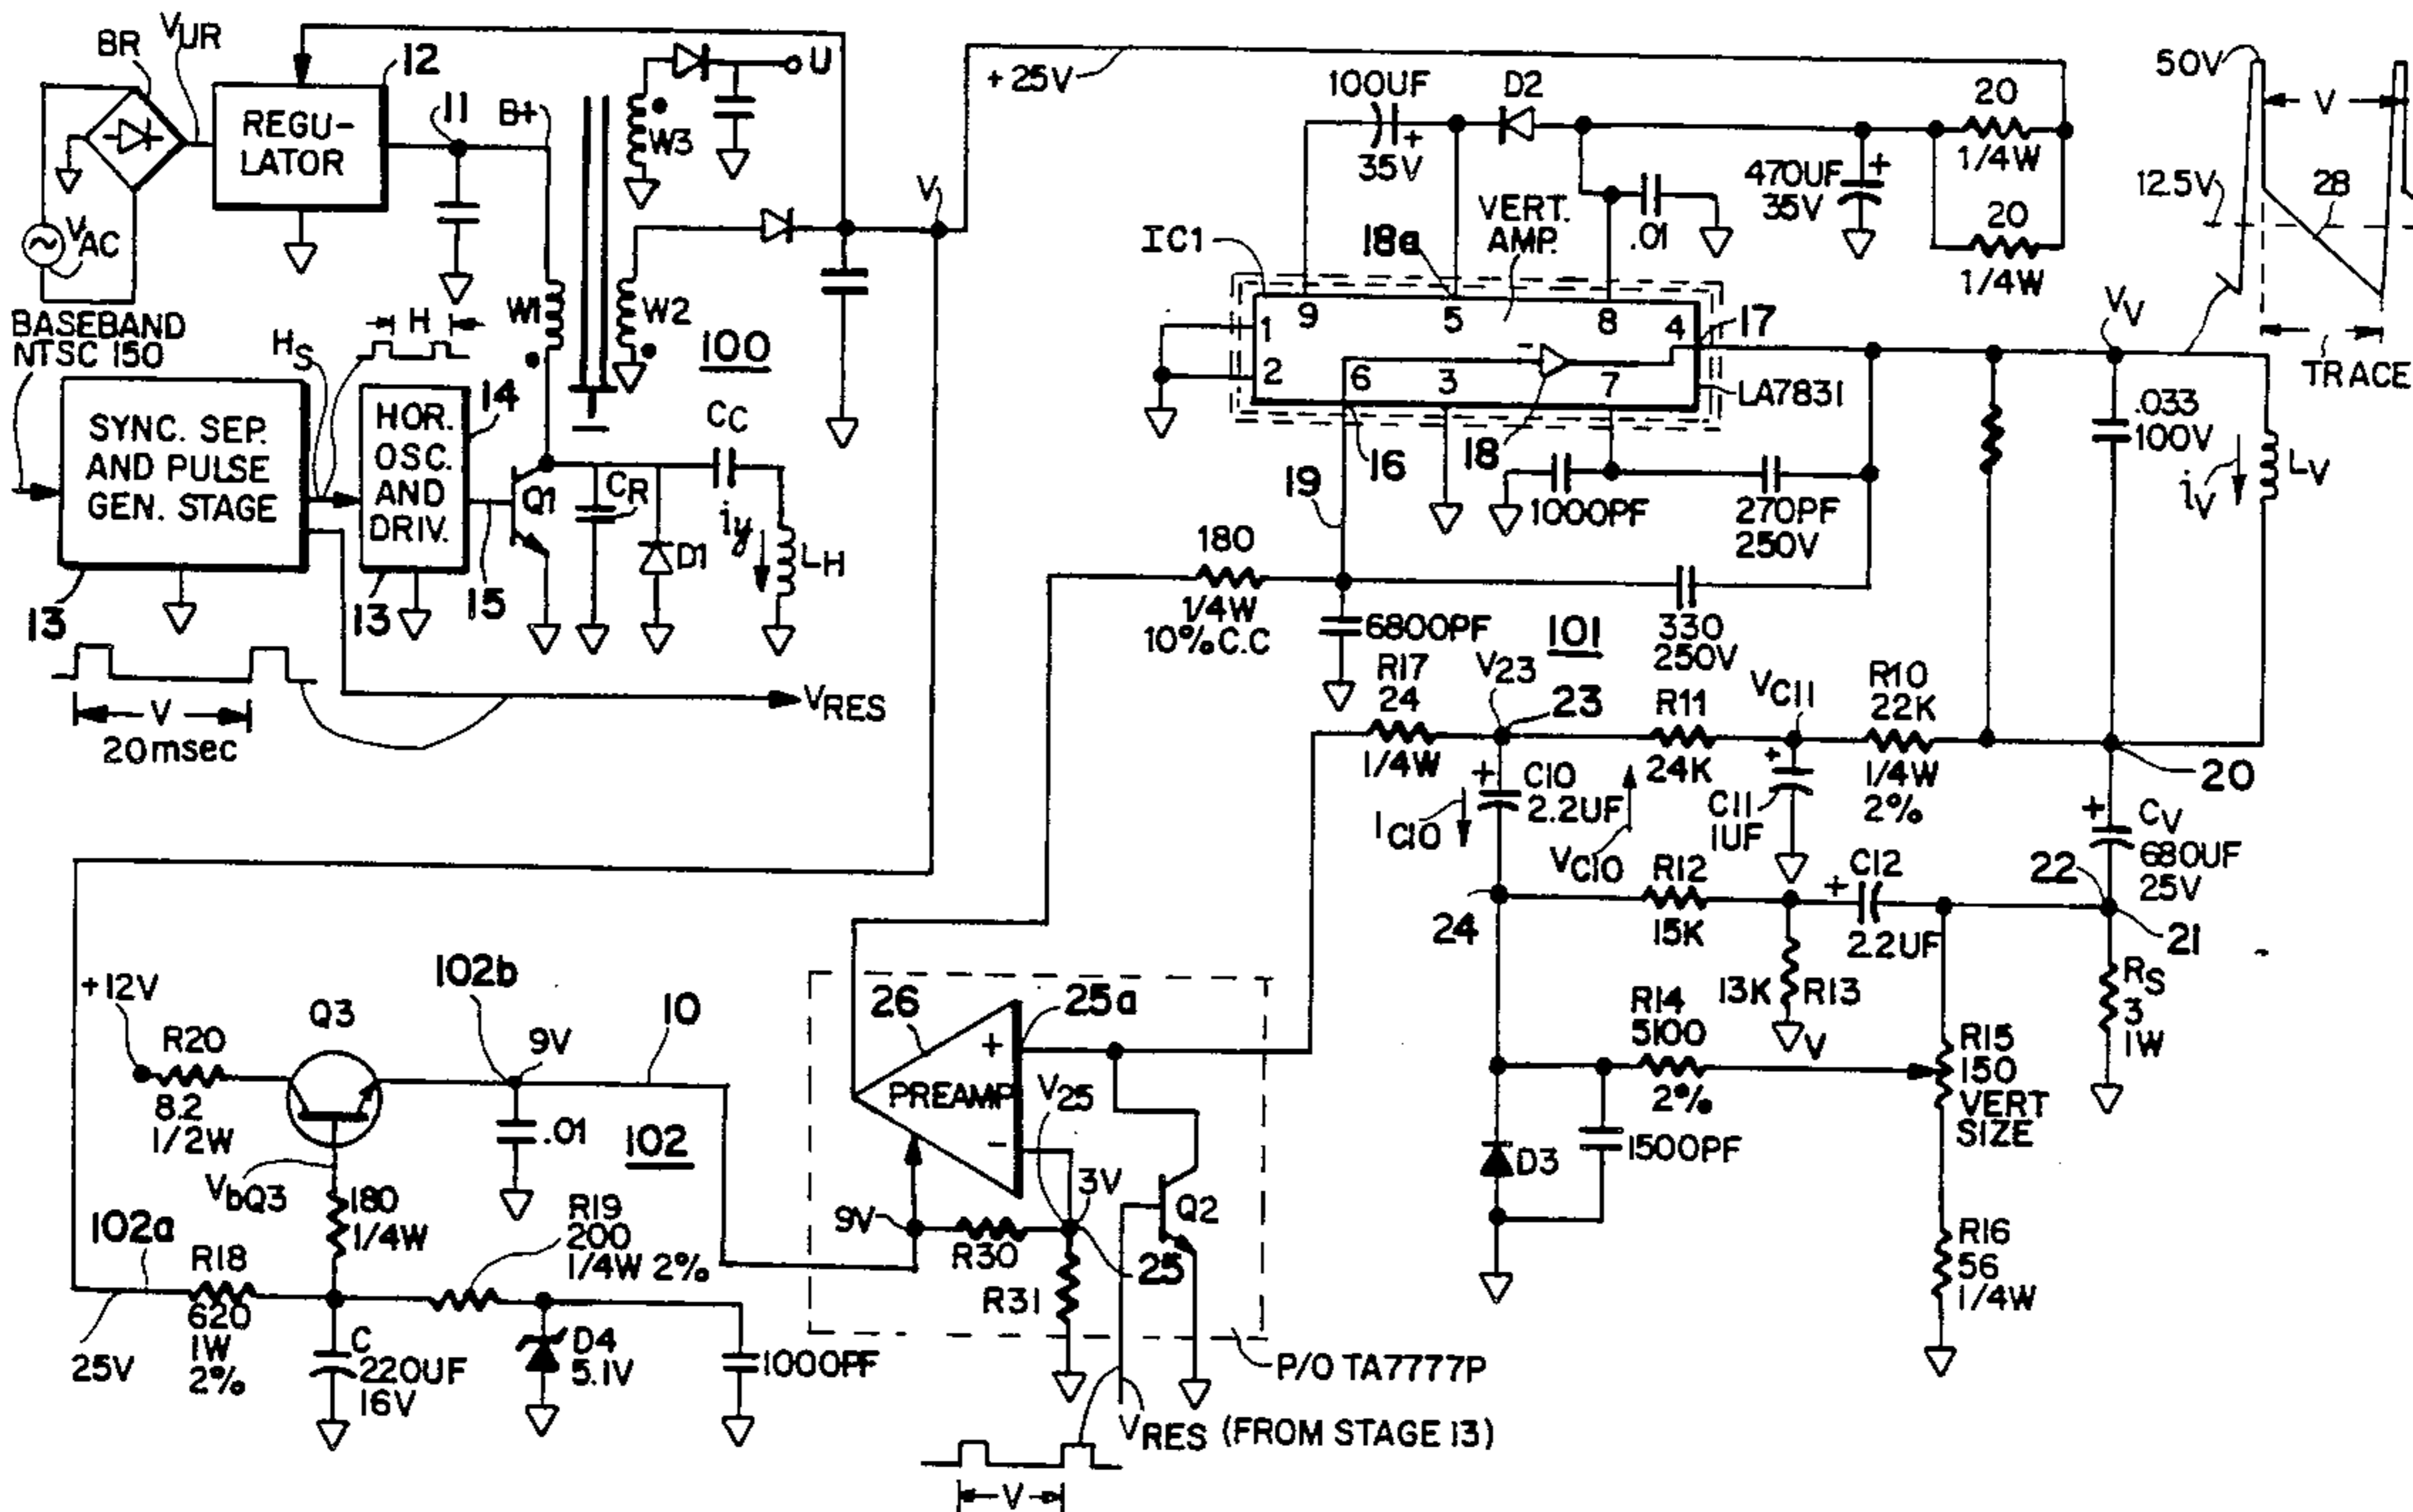 BR
VUR
12
REGU-
LATOR
11
B+
VAC
W1
W2
W3
U
V
100
T
BASEBAND
NTSC 150
HS
H
SYNC. SEP.
AND PULSE
GEN. STAGE
13
HOR.
OSC.
AND
DRIV.
14
13
15
Q1
CR
D1
CC
iy
LH
V
20msec
VRES
+25V
100UF
35V
D2
.01
470UF
35V
20
1/4W
20
1/4W
50V
V
12.5V
28
TRACE
IC1
18a
VERT.
AMP.
9
5
8
4
17
1
2
6
3
7
-
LA7831
16
18
19
1000PF
270PF
250V
180
1/4W
10% C.C
6800PF
101
330
250V
VV
.033
100V
iV
LV
R17
24
1/4W
V23
23
R11
24K
VC11
R10
22K
1/4W
2%
20
+
C10
2.2UF
IC10
VC10
+
C11
1UF
+
CV
680UF
25V
22
21
24
R12
15K
+
C12
2.2UF
13K
R13
V
R14
5100
2%
R15
150
VERT
SIZE
RS
3
1W
D3
1500PF
R16
56
1/4W
+12V
R20
8.2
1/2W
Q3
102b
9V
10
.01
102
VbQ3
180
1/4W
102a
R18
620
1W
2%
25V
C
220UF
16V
R19
200
1/4W 2%
D4
5.1V
1000PF
26
PREAMP
+
-
25a
V25
3V
9V
R30
25
R31
Q2
P/O TA7777P
VRES (FROM STAGE 13)
V